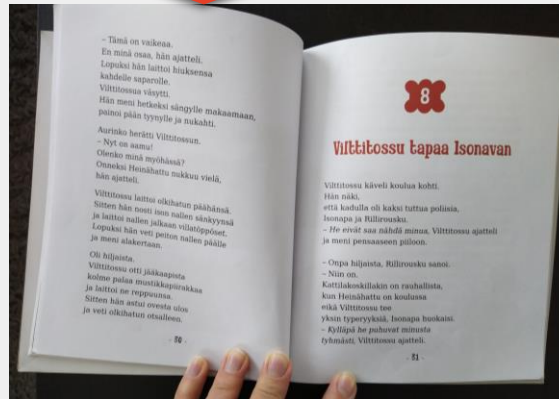 – Tämä on vaikeaa.
En minä osaa, hän ajatteli.
Lopuksi hän laittoi hiuksensa
kahdelle saparolle.
Vilttitossua väsytti.
Hän meni hetkeksi sängylle makaamaan,
painoi pään tyynylle ja nukahti.
Aurinko herätti Vilttitossun.
– Nyt on aamu!
Olenko minä myöhässä?
Onneksi Heinähattu nukkuu vielä,
hän ajatteli.
Vilttitossu laittoi olkihatun päähänsä.
Sitten hän nosti ison nallen sänkyynsä
ja laittoi nallen jalkaan villatöppöset.
Lopuksi hän veti peiton nallen päälle
ja meni alakertaan.
Oli hiljaista.
Vilttitossu otti jääkaapista
kolme palaa mustikkapiirakkaa
ja laittoi ne reppuunsa.
Sitten hän astui ovesta ulos
ja veti olkihatun otsalleen.
· 80 ·
8
Vilttitossu tapaa Isonavan
Vilttitossu käveli koulua kohti.
Hän näki,
että kadulla oli kaksi tuttua poliisia,
Isonapa ja Rillirousku.
– He eivät saa nähdä minua, Vilttitossu ajatteli
ja meni pensaaseen piiloon.
– Onpa hiljaista, Rillirousku sanoi.
– Niin on.
Kattilakoskillakin on rauhallista,
kun Heinähattu on koulussa
eikä Vilttitossu tee
yksin typeryyksiä, Isonapa huokaisi.
– Kylläpä he puhuvat minusta
tyhmästi, Vilttitossu ajatteli.
· 81 ·